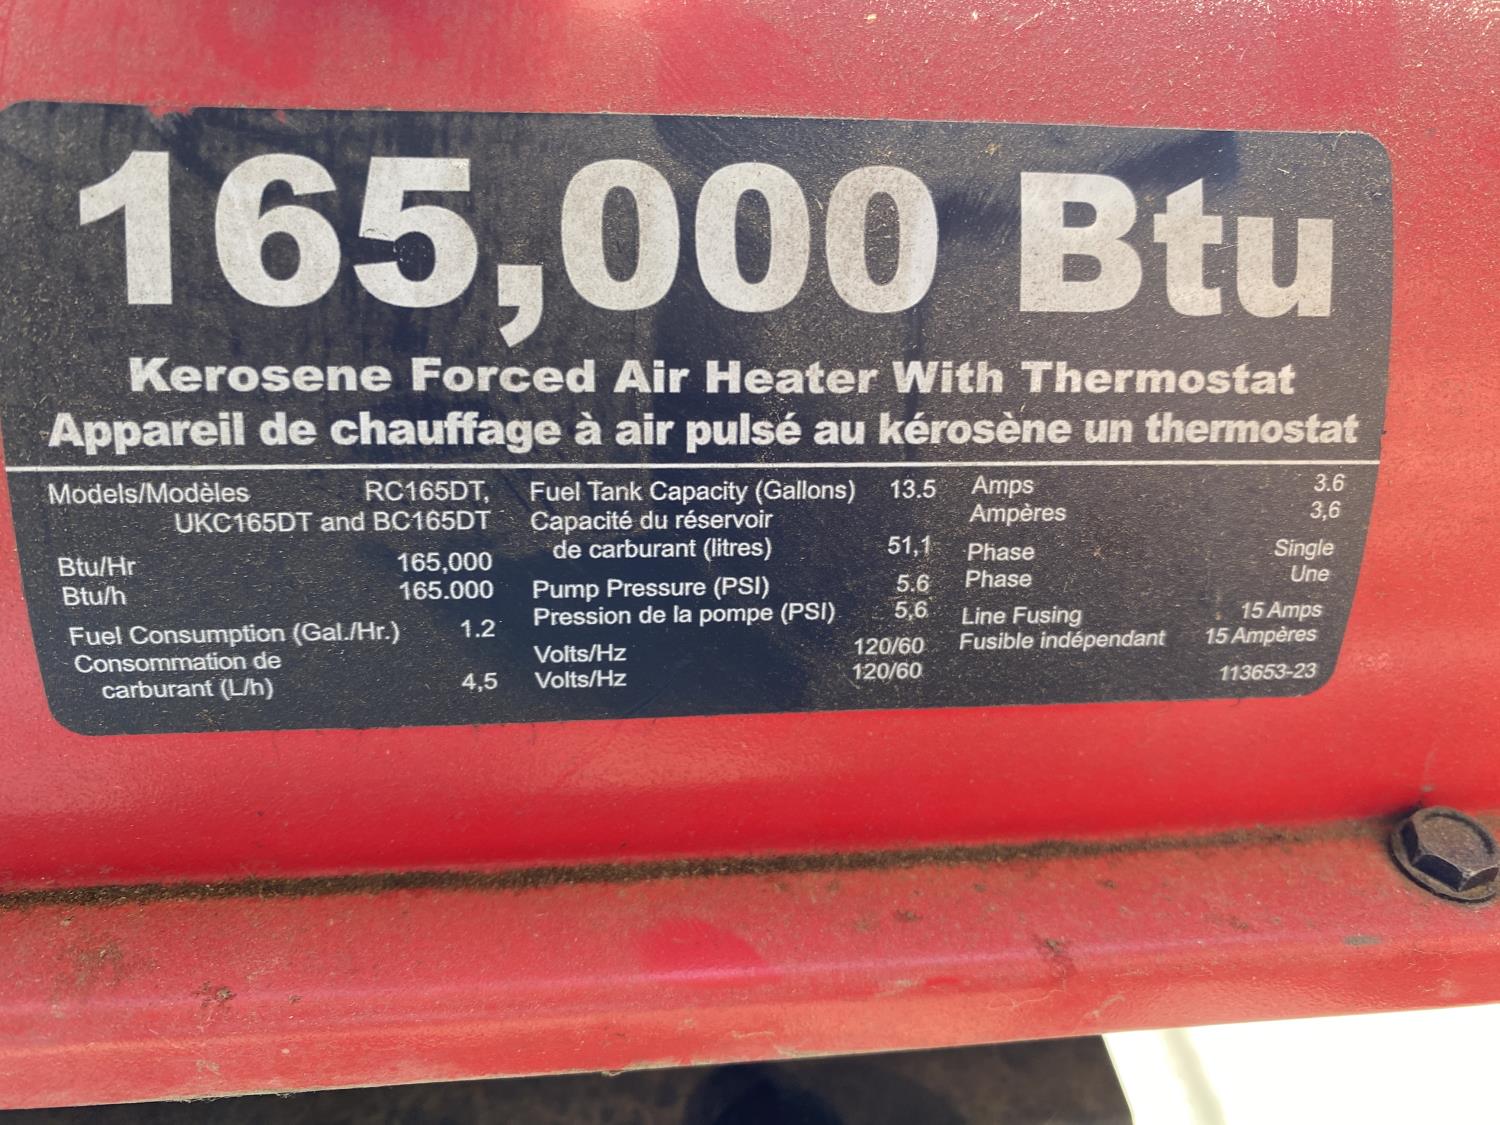 165,000 Btu
Kerosene Forced Air Heater With Thermostat
Appareil de chauffage à air pulsé au kérosène un thermostat
Models/Modèles RC165DT,
UKC165DT and BC165DT
Btu/Hr 165,000
Btu/h 165.000
Fuel Consumption (Gal./Hr.) 1.2
Consommation de
carburant (L/h) 4,5
Fuel Tank Capacity (Gallons) 13.5
Capacité du réservoir
de carburant (litres) 51,1
Pump Pressure (PSI) 5.6
Pression de la pompe (PSI) 5,6
Volts/Hz 120/60
Volts/Hz 120/60
Amps 3.6
Ampères 3,6
Phase Single
Phase Une
Line Fusing 15 Amps
Fusible indépendant 15 Ampères
113653-23